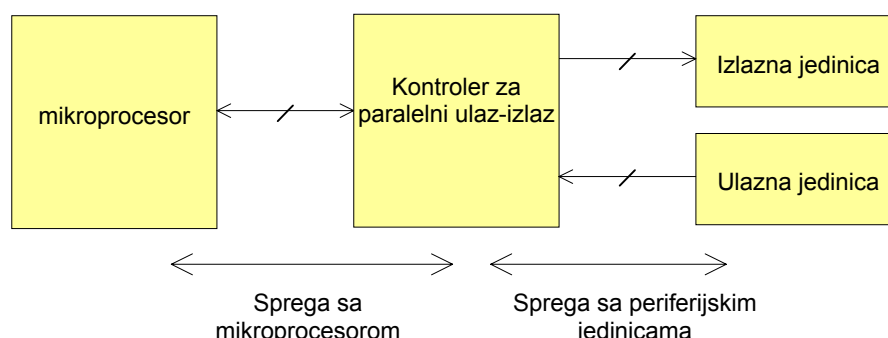 mikroprocesor
Kontroler za
paralelni ulaz-izlaz
Izlazna jedinica
Ulazna jedinica
Sprega sa
mikroprocesorom
Sprega sa periferijskim
jedinicama